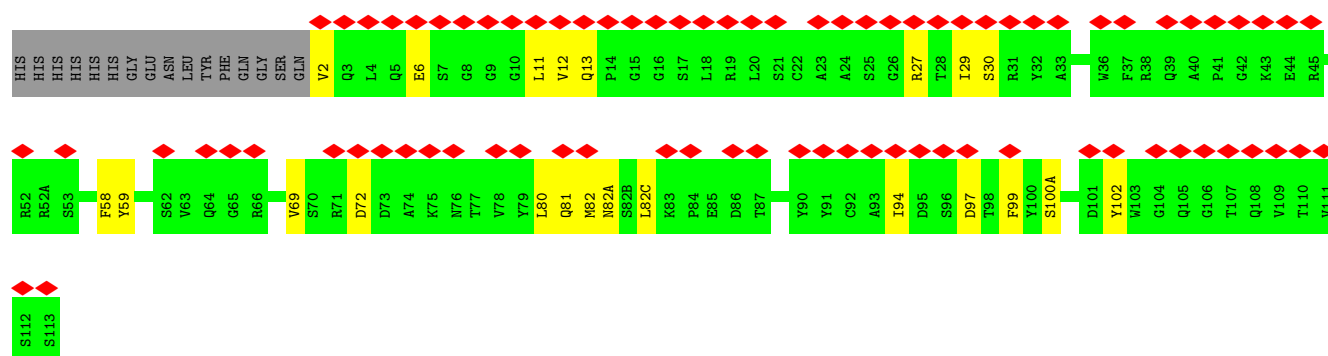 HIS HIS HIS HIS HIS HIS GLY GLU ASN LEU TYR PHE GLN GLY SER GLN V2 Q3 L4 Q5 E6 S7 G8 G9 G10 L11 V12 Q13 P14 G15 G16 S17 L18 R19 L20 S21 C22 A23 A24 S25 G26 R27 T28 I29 S30 R31 Y32 A33 W36 F37 R38 Q39 A40 P41 G42 K43 E44 R45
R52 R52A S53 F58 Y59 S62 V63 Q64 G65 R66 V69 S70 R71 D72 D73 A74 K75 N76 T77 V78 Y79 L80 Q81 M82 N82A S82B L82C K83 P84 E85 D86 T87 Y90 Y91 C92 A93 I94 D95 S96 D97 T98 F99 Y100 S100A D101 Y102 W103 G104 Q105 G106 T107 Q108 V109 T110 V111
S112 S113